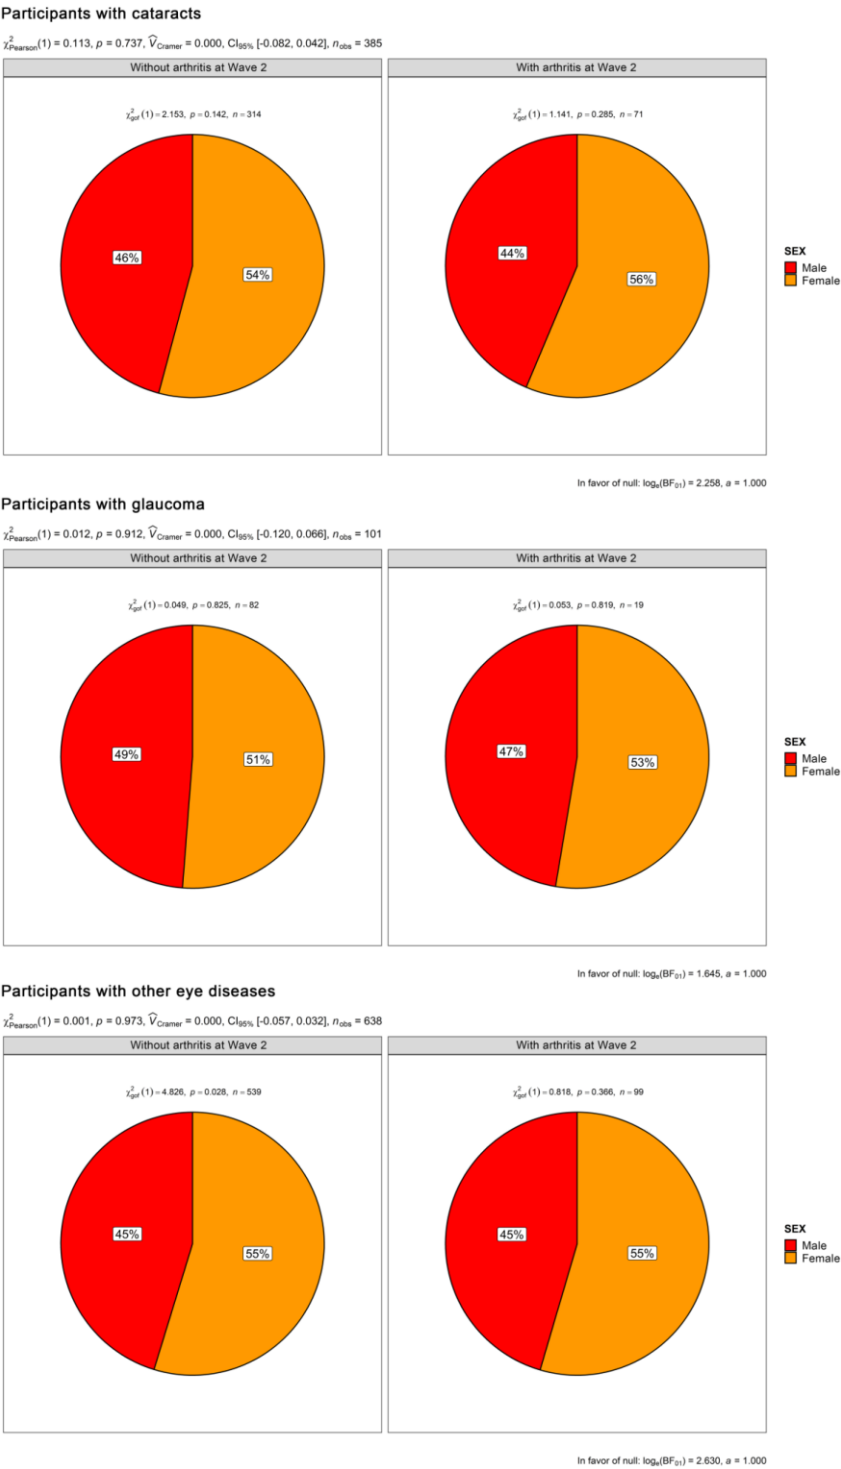 Participants with cataracts
χ²Pearson(1) = 0.113, p = 0.737, V̂Cramer = 0.000, CI95% [-0.082, 0.042], nobs = 385
Without arthritis at Wave 2
With arthritis at Wave 2
χ²gof (1) = 2.153, p = 0.142, n = 314
χ²gof (1) = 1.141, p = 0.285, n = 71
46%
54%
44%
56%
SEX
Male
Female
In favor of null: loge(BF01) = 2.258, a = 1.000
Participants with glaucoma
χ²Pearson(1) = 0.012, p = 0.912, V̂Cramer = 0.000, CI95% [-0.120, 0.066], nobs = 101
Without arthritis at Wave 2
With arthritis at Wave 2
χ²gof (1) = 0.049, p = 0.825, n = 82
χ²gof (1) = 0.053, p = 0.819, n = 19
49%
51%
47%
53%
SEX
Male
Female
In favor of null: loge(BF01) = 1.645, a = 1.000
Participants with other eye diseases
χ²Pearson(1) = 0.001, p = 0.973, V̂Cramer = 0.000, CI95% [-0.057, 0.032], nobs = 638
Without arthritis at Wave 2
With arthritis at Wave 2
χ²gof (1) = 4.826, p = 0.028, n = 539
χ²gof (1) = 0.818, p = 0.366, n = 99
45%
55%
45%
55%
SEX
Male
Female
In favor of null: loge(BF01) = 2.630, a = 1.000